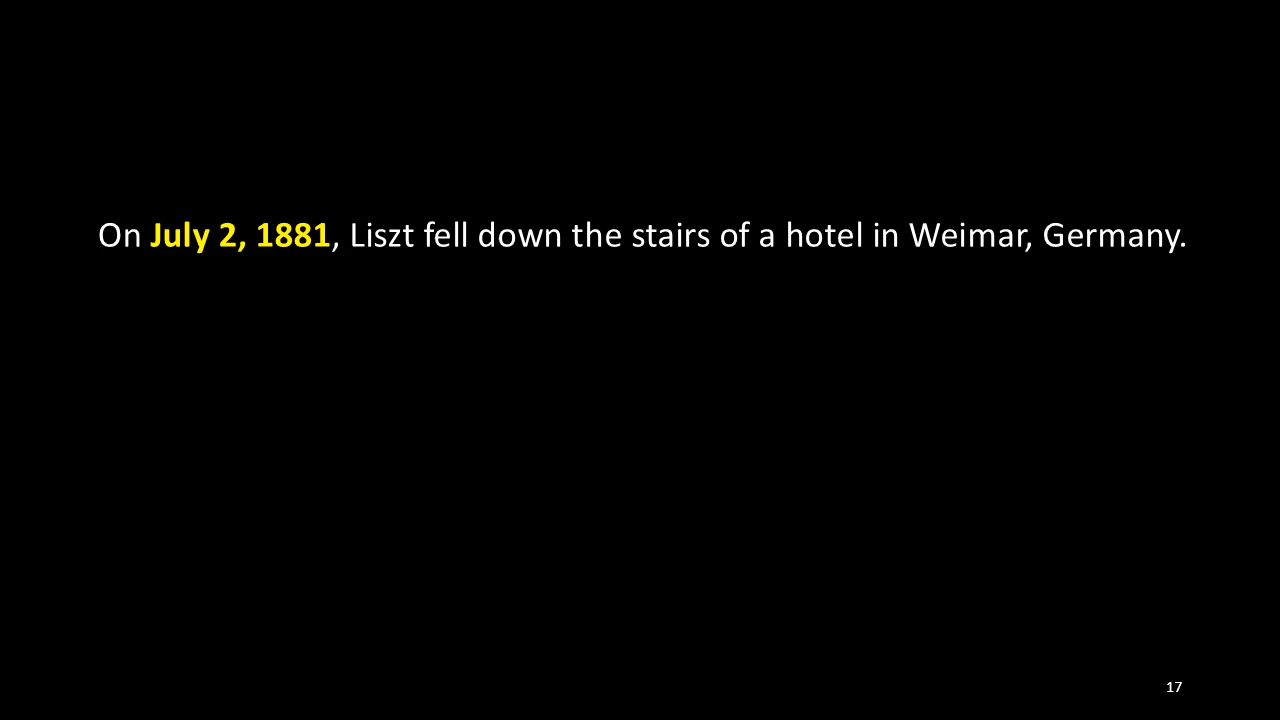 On July 2, 1881, Liszt fell down the stairs of a hotel in Weimar, Germany.
17